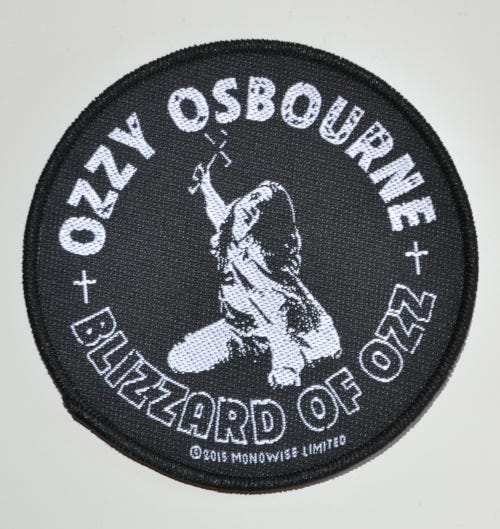 OZZY OSBOURNE
BLIZZARD OF OZZ
©2015 MONOWISE LIMITED